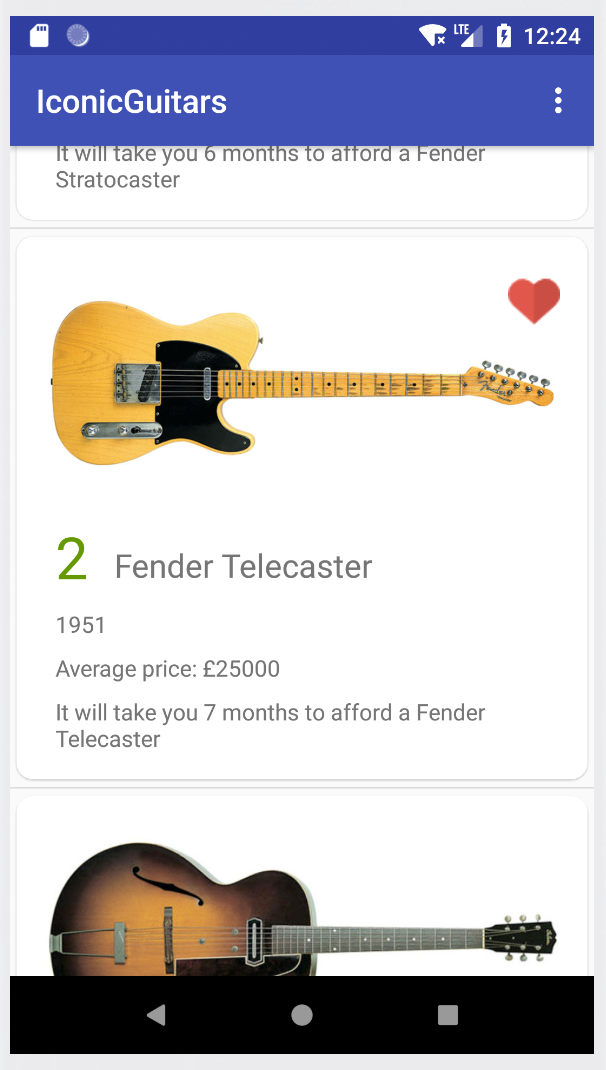 LTE 12:24
IconicGuitars
It will take you 6 months to afford a Fender
Stratocaster
Fender
2 Fender Telecaster
1951
Average price: £25000
It will take you 7 months to afford a Fender
Telecaster